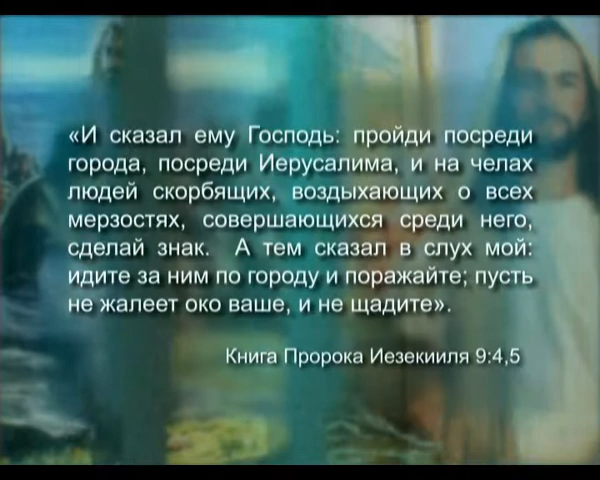 «И сказал ему Господь: пройди посреди
города, посреди Иерусалима, и на челах
людей скорбящих, воздыхающих о всех
мерзостях, совершающихся среди него,
сделай знак. А тем сказал в слух мой:
идите за ним по городу и поражайте; пусть
не жалеет око ваше, и не щадите».
Книга Пророка Иезекииля 9:4,5